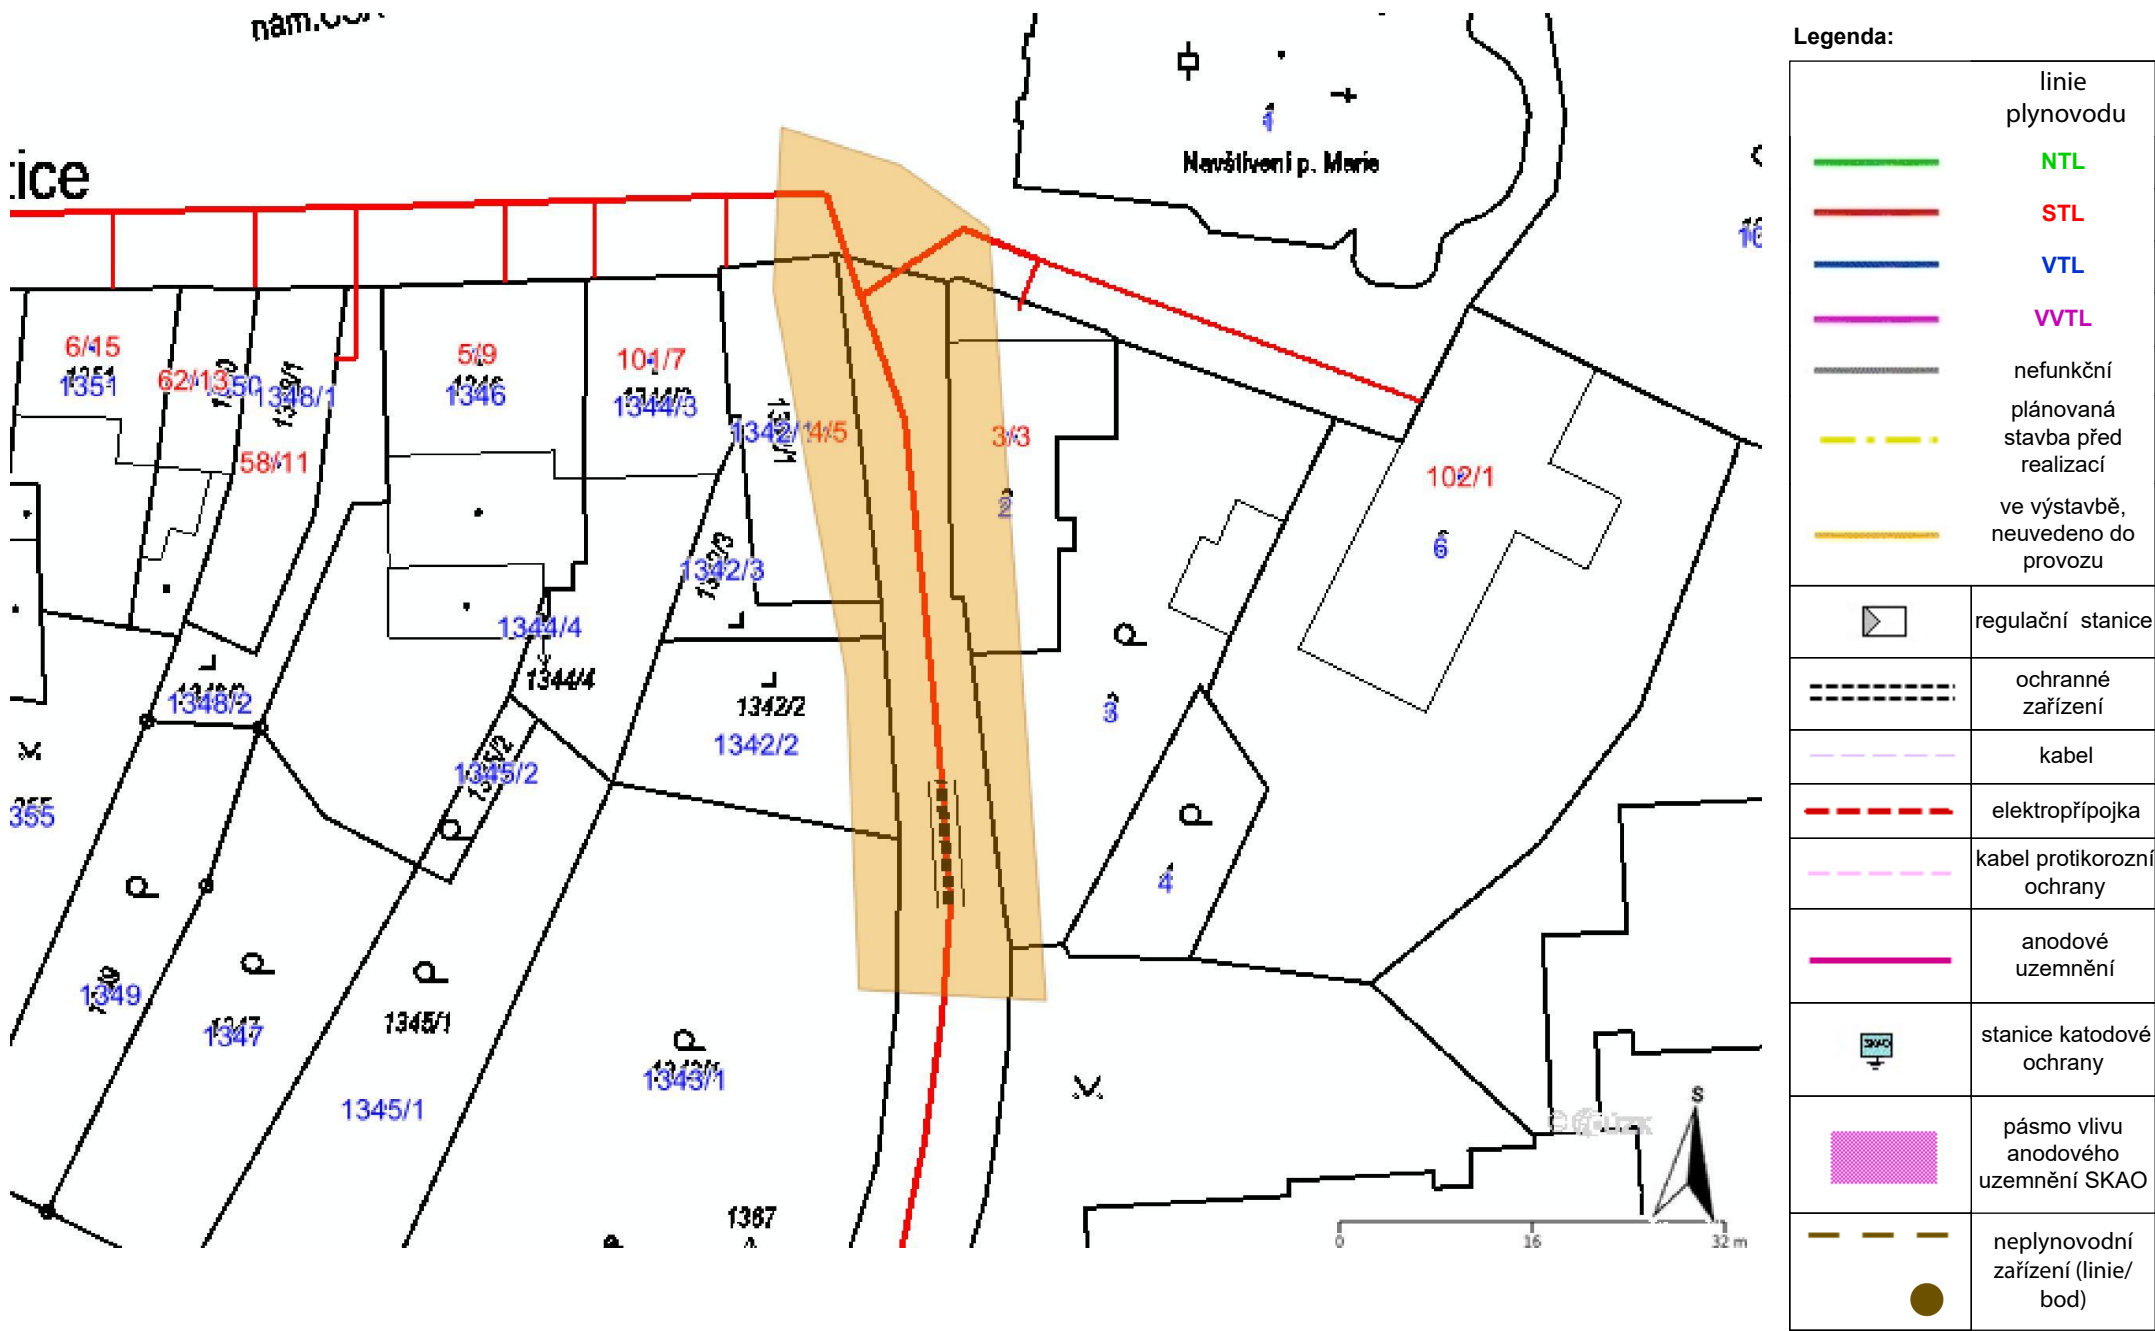 tice
Navštívení p. Marie
1
6/15
1351
62/13
1350
1348/1
58/11
5/9
1346
101/7
1344/3
1342/1
4/5
3/3
2
102/1
6
1342/3
1344/4
1344/4
1348/2
1342/2
1342/2
1345/2
3
355
4
1349
1347
1345/1
1345/1
1343/1
1367
S
0 16 32 m
Legenda:
linie
plynovodu
NTL
STL
VTL
VVTL
nefunkční
plánovaná
stavba před
realizací
ve výstavbě,
neuvedeno do
provozu
regulační stanice
ochranné
zařízení
kabel
elektropřípojka
kabel protikorozní
ochrany
anodové
uzemnění
SKAO
stanice katodové
ochrany
pásmo vlivu
anodového
uzemnění SKAO
neplynovodní
zařízení (linie/
bod)